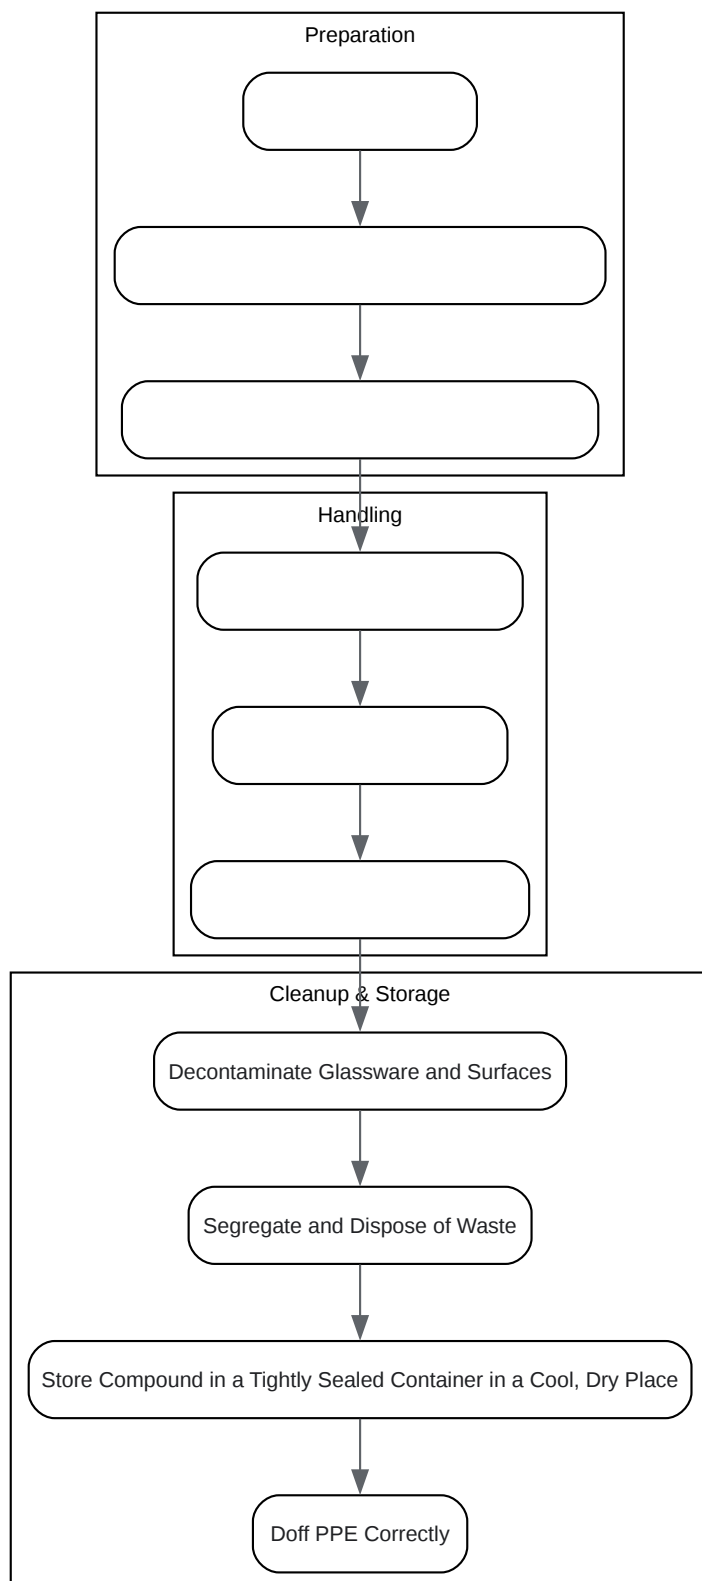 Preparation
Handling
Cleanup & Storage
Decontaminate Glassware and Surfaces
Segregate and Dispose of Waste
Store Compound in a Tightly Sealed Container in a Cool, Dry Place
Doff PPE Correctly